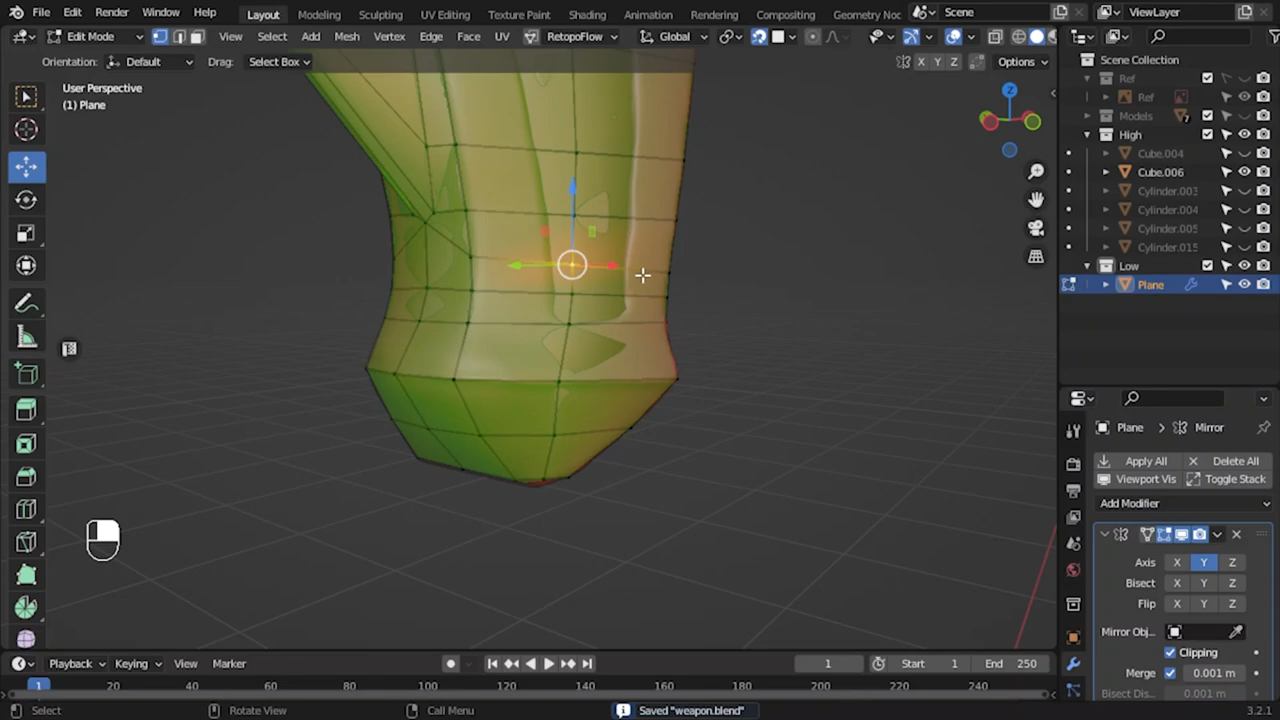 File Edit Render Window Help Layout Modeling Sculpting UV Editing Texture Paint Shading Animation Rendering Compositing Geometry Noc Scene ViewLayer
Edit Mode View Select Add Mesh Vertex Edge Face UV RetopoFlow Global
Orientation: Default Drag: Select Box X Y Z Options
User Perspective
(1) Plane
Z
Scene Collection
Ref
Ref
Models
High
Cube.004
Cube.006
Cylinder.003
Cylinder.004
Cylinder.005
Cylinder.015
Low
Plane
Plane > Mirror
Apply All Delete All
Viewport Vis Toggle Stack
Add Modifier
Axis X Y Z
Bisect X Y Z
Flip X Y Z
Mirror Obj...
Clipping
Merge 0.001 m
Bisect Dis... 0.001 m
Playback Keying View Marker 1 Start 1 End 250
1 20 40 60 80 100 120 140 160 180 200 220 240
Select Rotate View Call Menu Saved "weapon.blend" 3.2.1